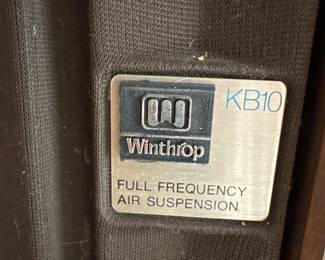 KB10
Winthrop
FULL FREQUENCY
AIR SUSPENSION